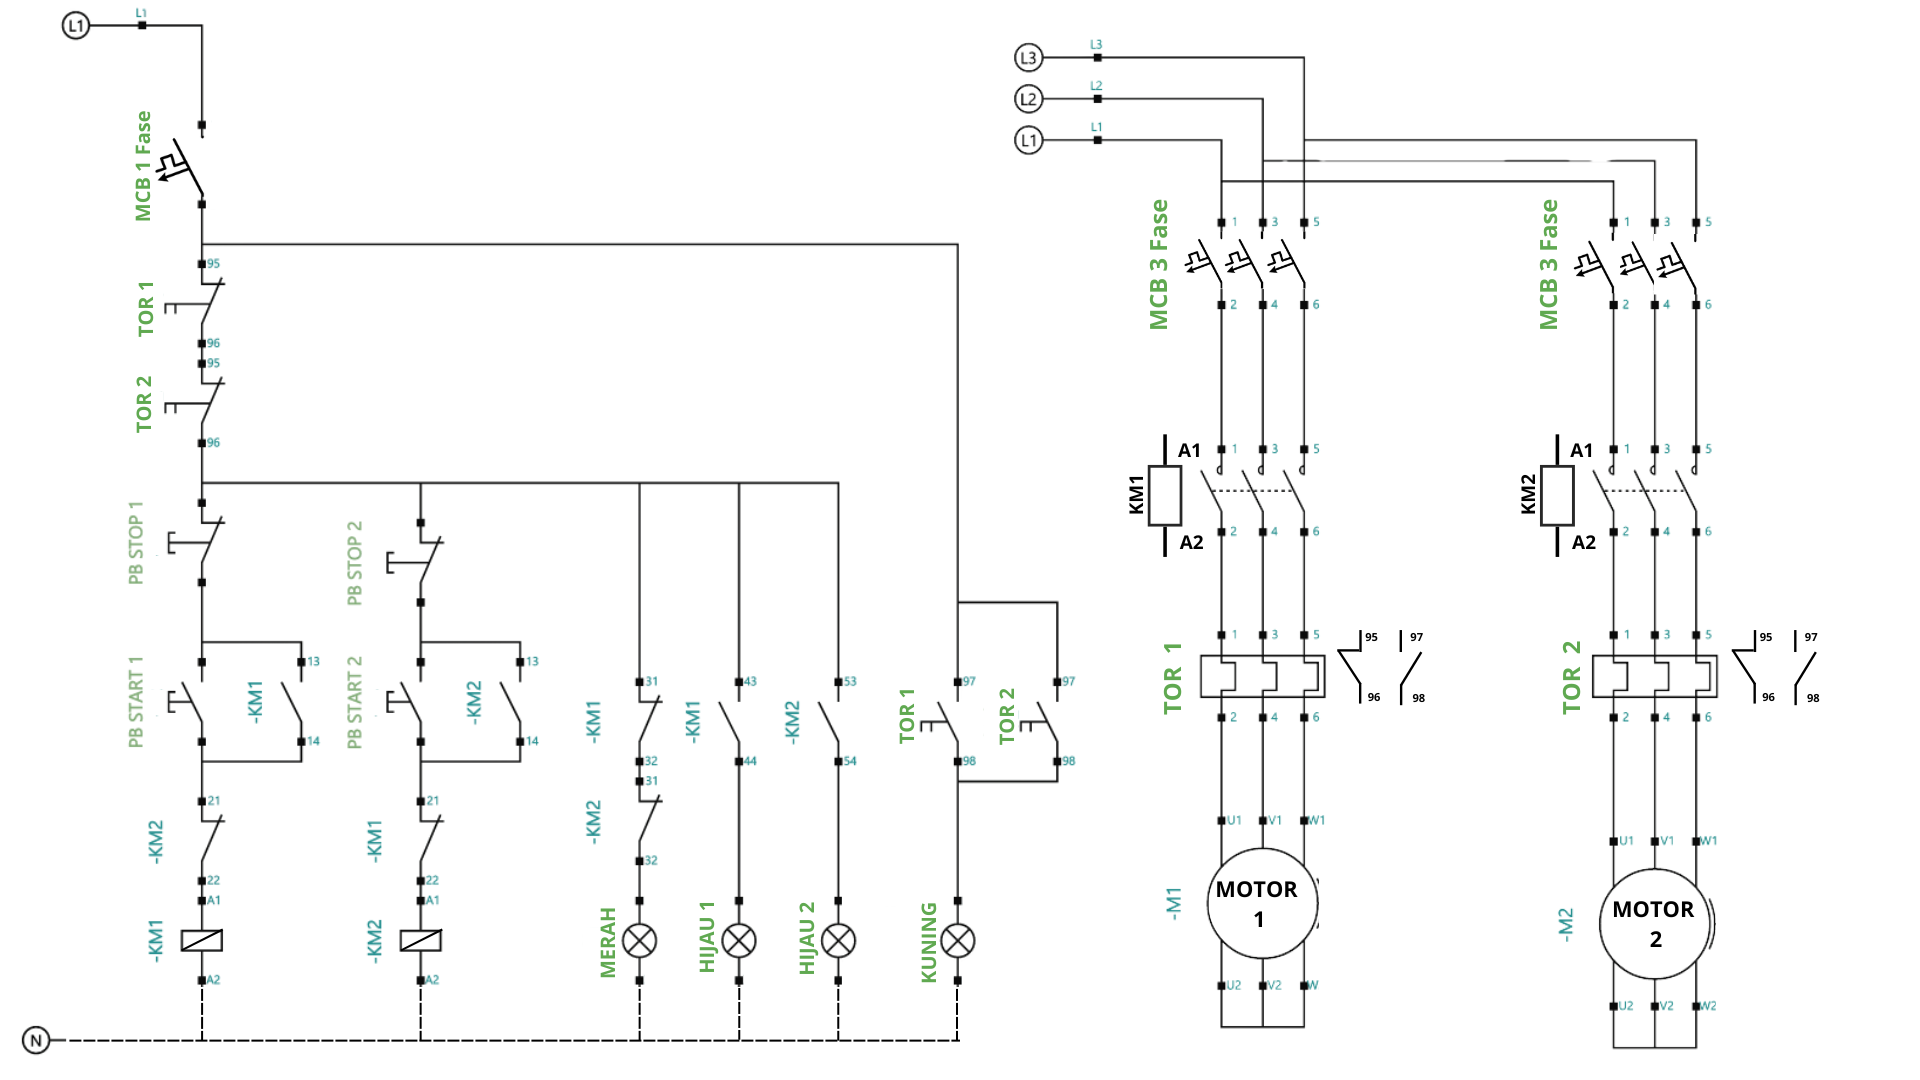 L1
L1
MCB 1 Fase
95
TOR 1
96
95
TOR 2
96
PB STOP 1
PB STOP 2
PB START 1
-KM1
13
14
PB START 2
-KM2
13
14
-KM1
31
32
-KM1
43
44
-KM2
53
54
TOR 1
97
98
TOR 2
97
98
-KM2
31
32
-KM2
21
22
-KM1
21
22
-KM1
A1
A2
-KM2
A1
A2
MERAH
HIJAU 1
HIJAU 2
KUNING
N
L3
L3
L2
L2
L1
L1
MCB 3 Fase
1 3 5
2 4 6
MCB 3 Fase
1 3 5
2 4 6
KM1
A1
A2
1 3 5
2 4 6
KM2
A1
A2
1 3 5
2 4 6
TOR 1
1 3 5
2 4 6
95 97
96 98
TOR 2
1 3 5
2 4 6
95 97
96 98
U1 V1 W1
-M1
MOTOR
1
U2 V2 W
U1 V1 W1
-M2
MOTOR
2
U2 V2 W2